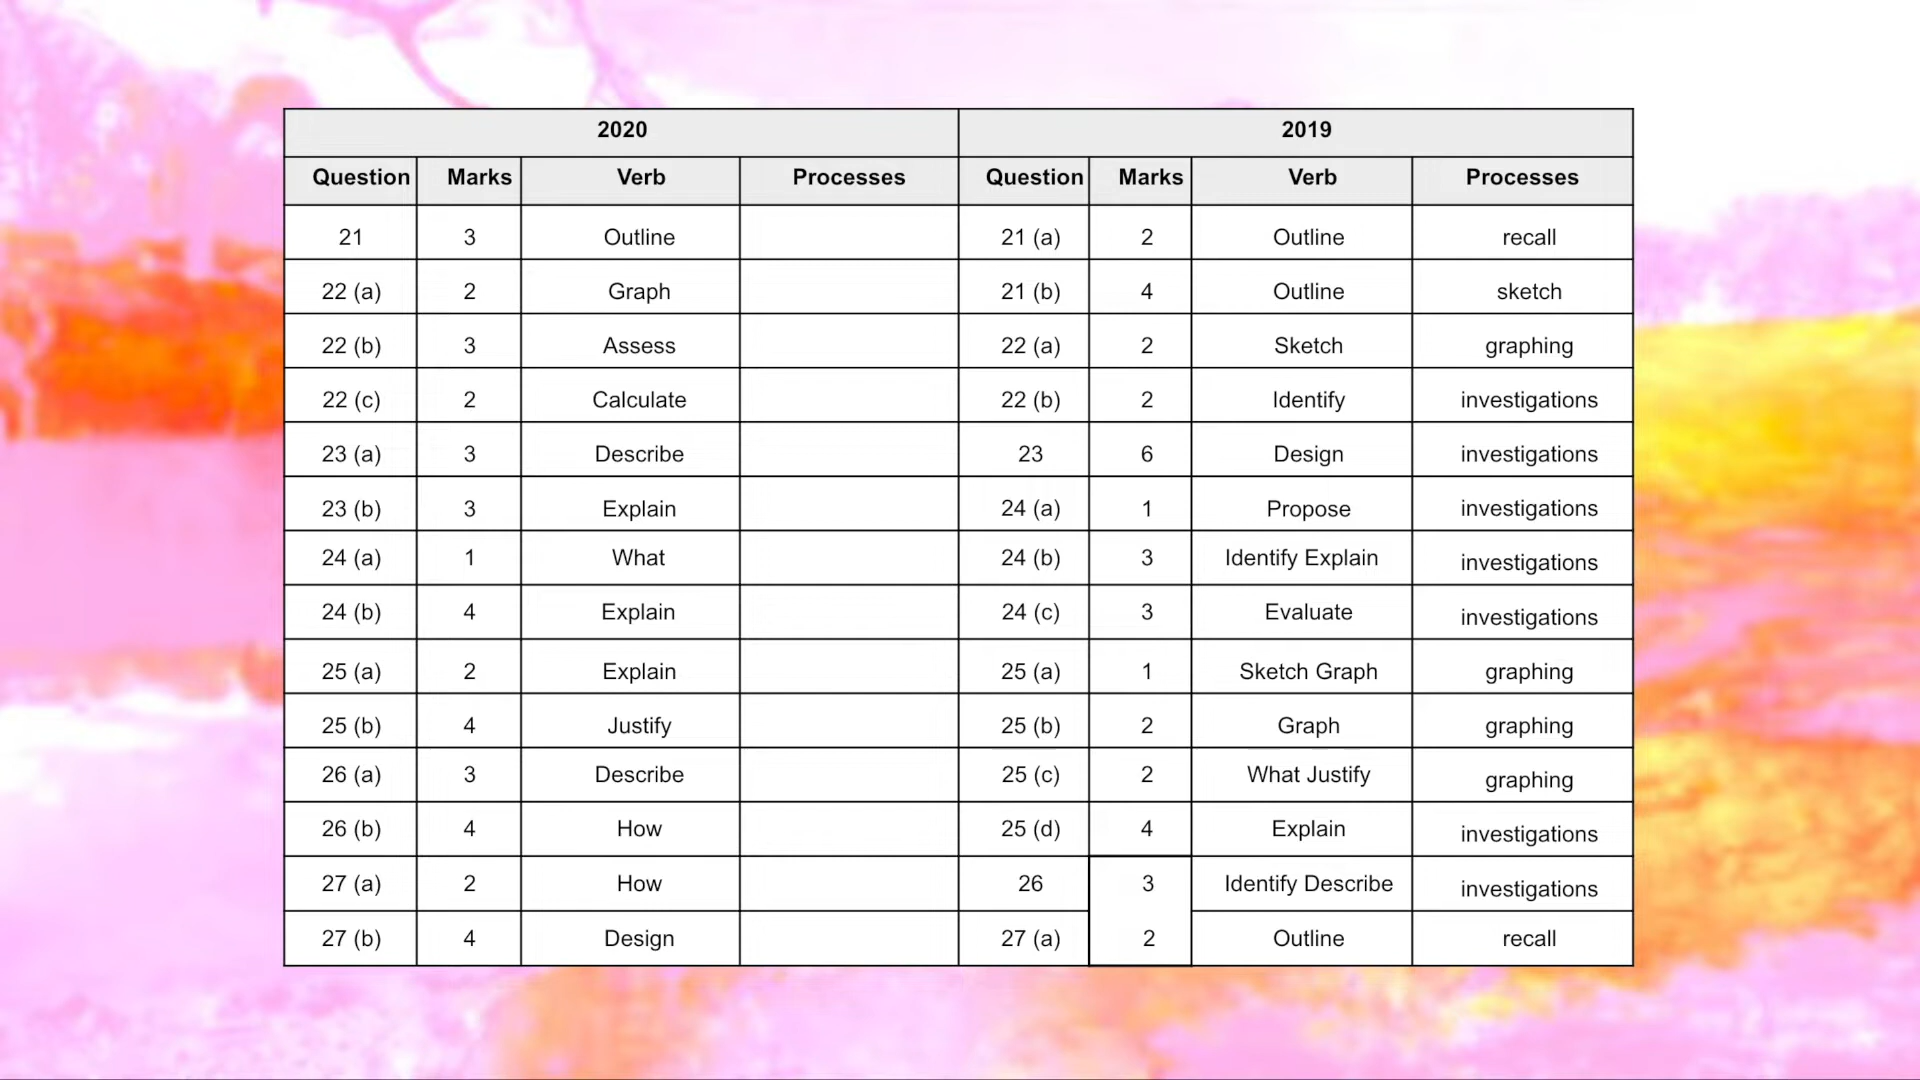 2020 2019
Question Marks Verb Processes Question Marks Verb Processes
21 3 Outline 21 (a) 2 Outline recall
22 (a) 2 Graph 21 (b) 4 Outline sketch
22 (b) 3 Assess 22 (a) 2 Sketch graphing
22 (c) 2 Calculate 22 (b) 2 Identify investigations
23 (a) 3 Describe 23 6 Design investigations
23 (b) 3 Explain 24 (a) 1 Propose investigations
24 (a) 1 What 24 (b) 3 Identify Explain investigations
24 (b) 4 Explain 24 (c) 3 Evaluate investigations
25 (a) 2 Explain 25 (a) 1 Sketch Graph graphing
25 (b) 4 Justify 25 (b) 2 Graph graphing
26 (a) 3 Describe 25 (c) 2 What Justify graphing
26 (b) 4 How 25 (d) 4 Explain investigations
27 (a) 2 How 26 3 Identify Describe investigations
27 (b) 4 Design 27 (a) 2 Outline recall